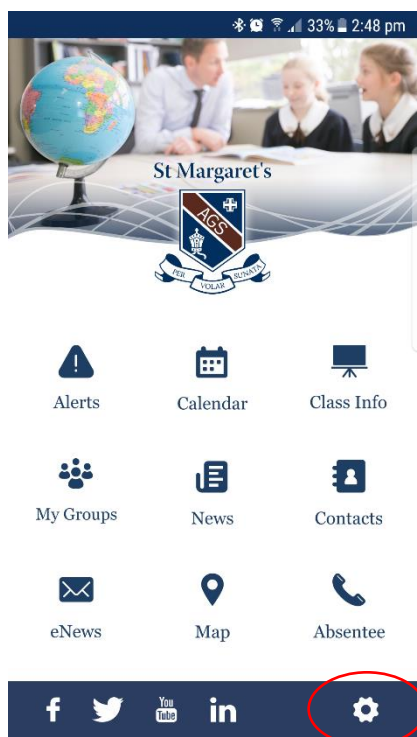 33% 2:48 pm
St Margaret's
AGS
PER VOLAR SUNATA
Alerts Calendar Class Info
My Groups News Contacts
eNews Map Absentee
f You Tube in